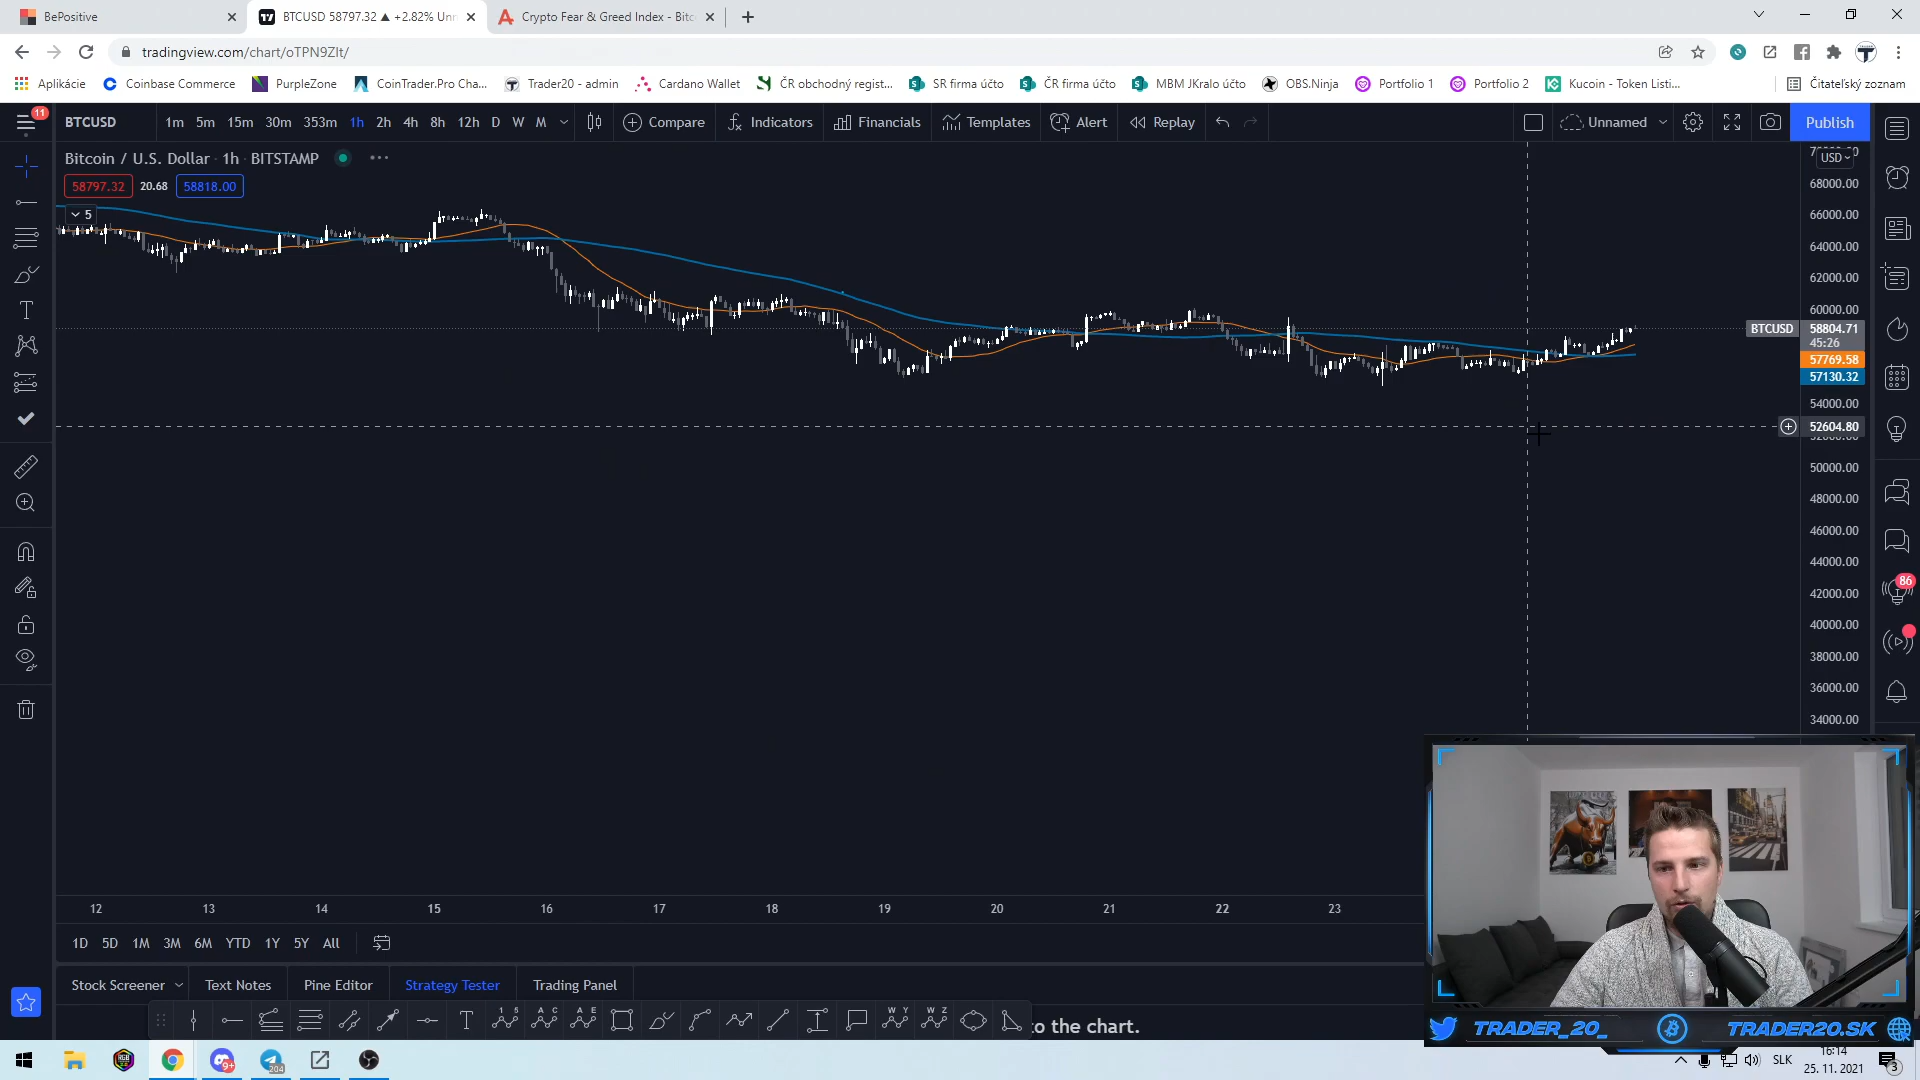 BePositive
BTCUSD 58797.32 ▲ +2.82% Unn
Crypto Fear & Greed Index - Bitc
tradingview.com/chart/oTPN9ZIt/
Aplikácie
Coinbase Commerce
PurpleZone
CoinTrader.Pro Cha...
Trader20 - admin
Cardano Wallet
ČR obchodný regist...
SR firma účto
ČR firma účto
MBM JKralo účto
OBS.Ninja
Portfolio 1
Portfolio 2
Kucoin - Token Listi...
Čitateľský zoznam
11
BTCUSD
1m 5m 15m 30m 353m 1h 2h 4h 8h 12h D W M
Compare
Indicators
Financials
Templates
Alert
Replay
Unnamed
Publish
Bitcoin / U.S. Dollar · 1h · BITSTAMP
58797.32 20.68 58818.00
5
USD
68000.00
66000.00
64000.00
62000.00
60000.00
BTCUSD 58804.71
45:26
57769.58
57130.32
54000.00
52604.80
50000.00
48000.00
46000.00
44000.00
42000.00
40000.00
38000.00
36000.00
34000.00
86
12 13 14 15 16 17 18 19 20 21 22 23
1D 5D 1M 3M 6M YTD 1Y 5Y All
Stock Screener
Text Notes
Pine Editor
Strategy Tester
Trading Panel
to the chart.
TRADER_20_
TRADER20.SK
9+
204
SLK
16:14
25. 11. 2021
3